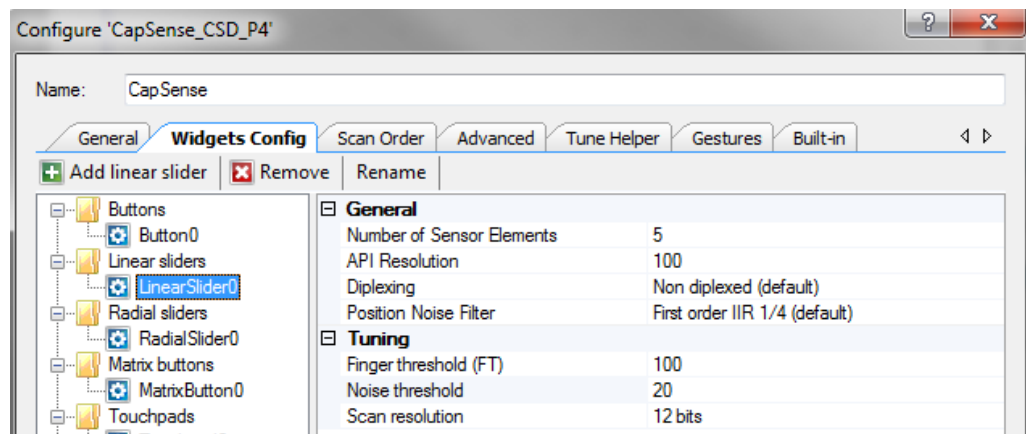 Configure 'CapSense_CSD_P4'
Name: CapSense
General Widgets Config Scan Order Advanced Tune Helper Gestures Built-in
Add linear slider Remove Rename
Buttons General
Button0 Number of Sensor Elements 5
Linear sliders API Resolution 100
LinearSlider0 Diplexing Non diplexed (default)
Radial sliders Position Noise Filter First order IIR 1/4 (default)
RadialSlider0 Tuning
Matrix buttons Finger threshold (FT) 100
MatrixButton0 Noise threshold 20
Touchpads Scan resolution 12 bits